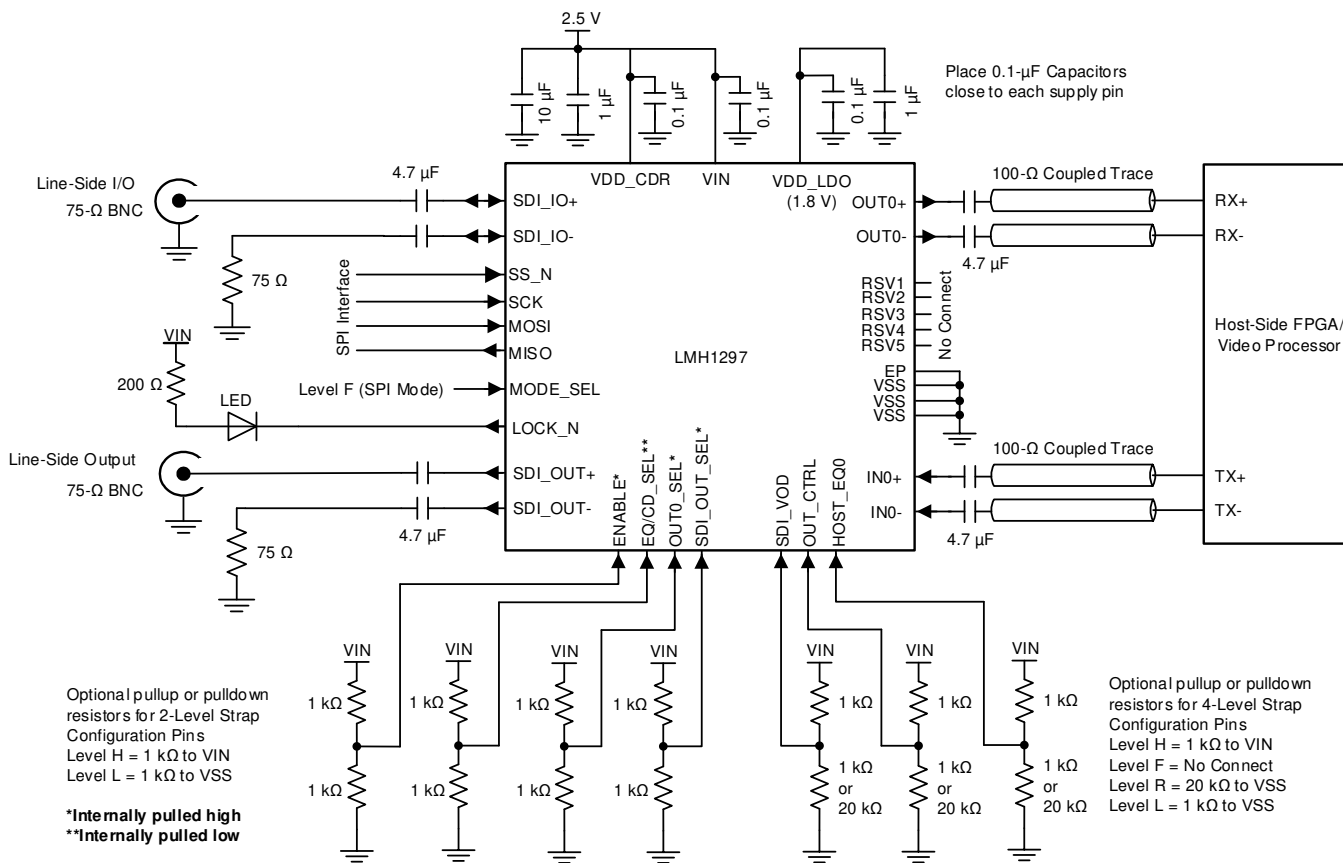 2.5 V
10 µF
1 µF
0.1 µF
0.1 µF
0.1 µF
1 µF
Place 0.1-µF Capacitors
close to each supply pin
Line-Side I/O
75-Ω BNC
4.7 µF
75 Ω
VDD_CDR
VIN
VDD_LDO
(1.8 V)
SDI_IO+
SDI_IO-
SPI Interface
SS_N
SCK
MOSI
MISO
Level F (SPI Mode)
MODE_SEL
VIN
200 Ω
LED
LOCK_N
Line-Side Output
75-Ω BNC
SDI_OUT+
SDI_OUT-
4.7 µF
75 Ω
LMH1297
OUT0+
OUT0-
100-Ω Coupled Trace
4.7 µF
RX+
RX-
RSV1
RSV2
RSV3
RSV4
RSV5
No Connect
Host-Side FPGA/
Video Processor
EP
VSS
VSS
VSS
100-Ω Coupled Trace
IN0+
IN0-
4.7 µF
TX+
TX-
ENABLE*
EQ/CD_SEL**
OUT0_SEL*
SDI_OUT_SEL*
SDI_VOD
OUT_CTRL
HOST_EQ0
Optional pullup or pulldown
resistors for 2-Level Strap
Configuration Pins
Level H = 1 kΩ to VIN
Level L = 1 kΩ to VSS
*Internally pulled high
**Internally pulled low
VIN
1 kΩ
1 kΩ
VIN
1 kΩ
1 kΩ
VIN
1 kΩ
1 kΩ
VIN
1 kΩ
1 kΩ
VIN
1 kΩ
1 kΩ
or
20 kΩ
VIN
1 kΩ
1 kΩ
or
20 kΩ
VIN
1 kΩ
1 kΩ
or
20 kΩ
Optional pullup or pulldown
resistors for 4-Level Strap
Configuration Pins
Level H = 1 kΩ to VIN
Level F = No Connect
Level R = 20 kΩ to VSS
Level L = 1 kΩ to VSS